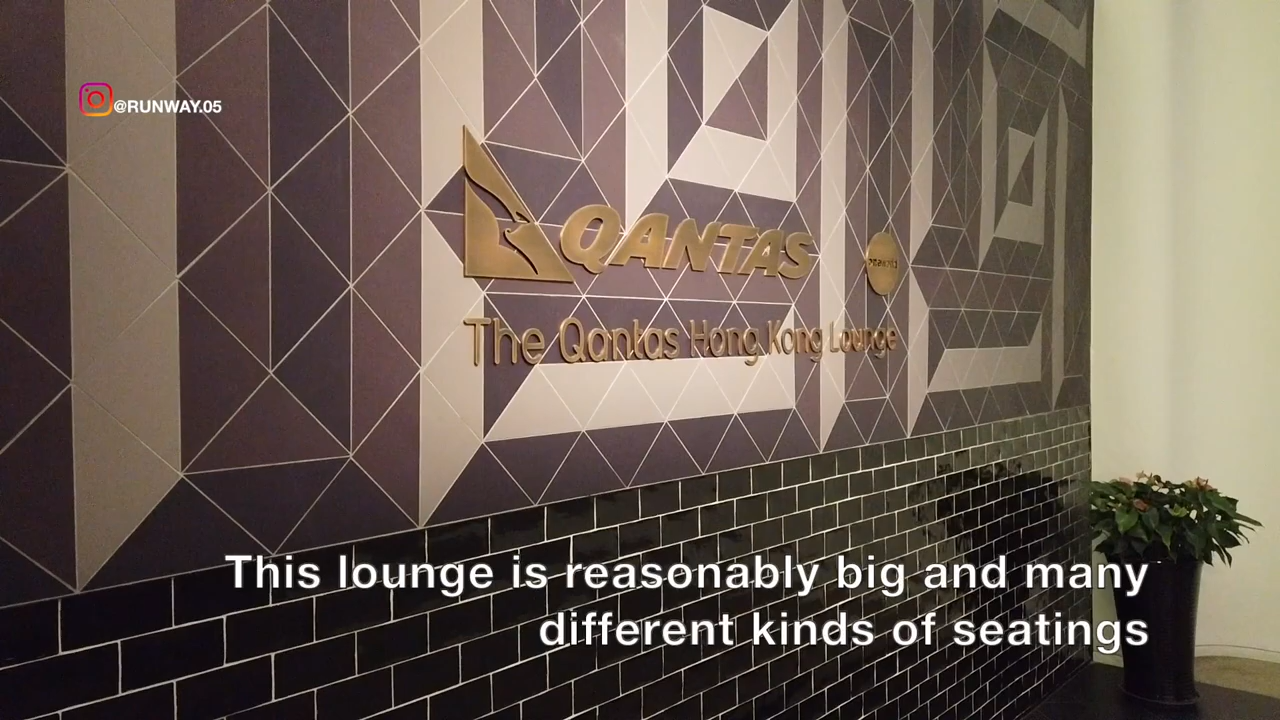 @RUNWAY.05
QANTAS
oneworld
The Qantas Hong Kong Lounge
This lounge is reasonably big and many
different kinds of seatings